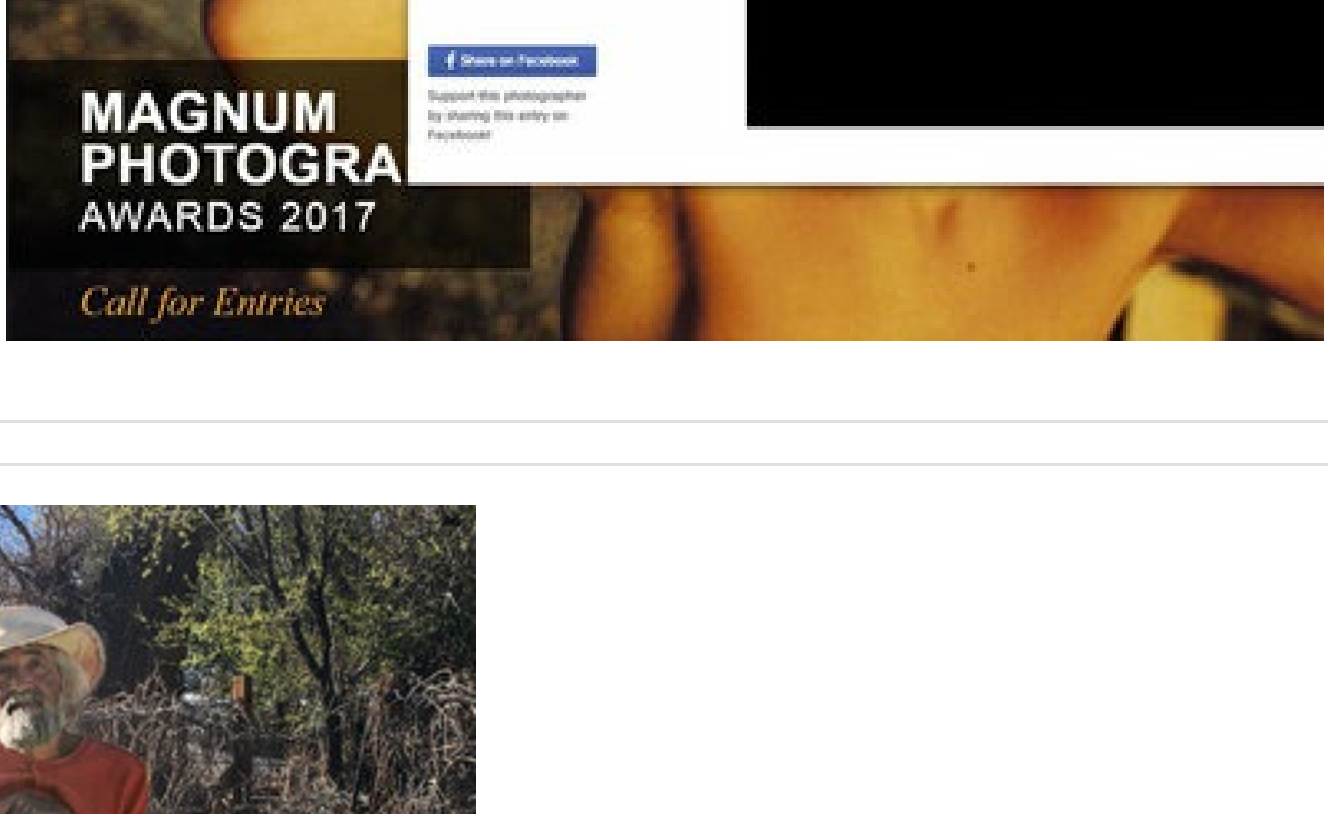 MAGNUM
PHOTOGRA
AWARDS 2017
Call for Entries
f Share on Facebook
Support this photographer
by sharing this entry on
Facebook!